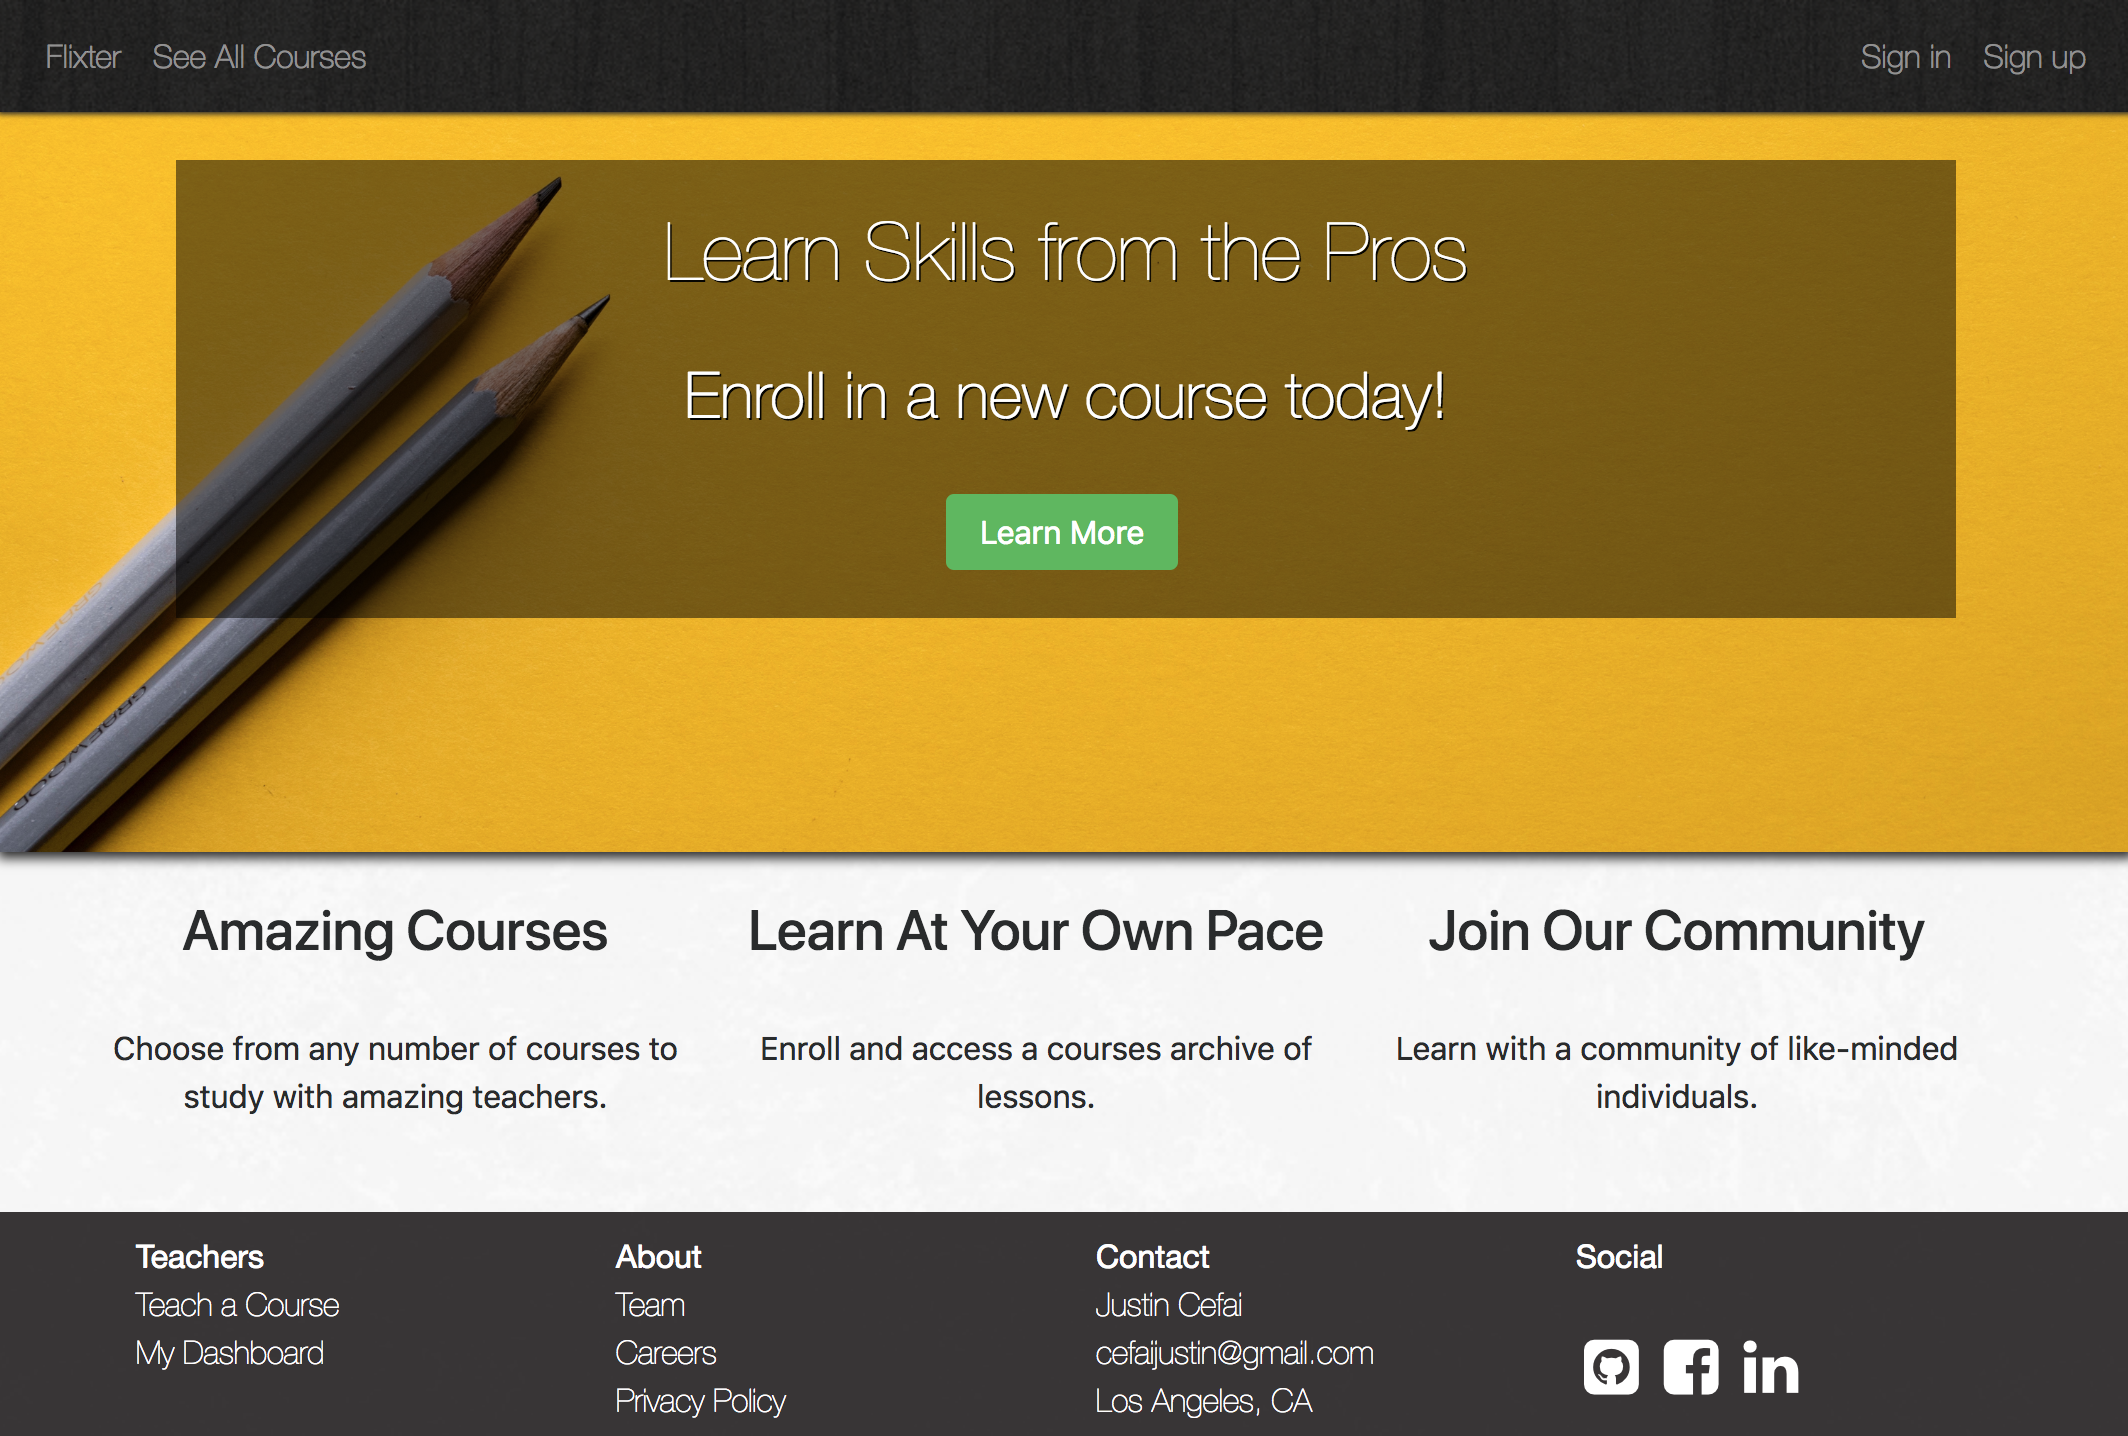 Flixter See All Courses Sign in Sign up
Learn Skills from the Pros
Enroll in a new course today!
Learn More
Amazing Courses
Choose from any number of courses to
study with amazing teachers.
Learn At Your Own Pace
Enroll and access a courses archive of
lessons.
Join Our Community
Learn with a community of like-minded
individuals.
Teachers
Teach a Course
My Dashboard
About
Team
Careers
Privacy Policy
Contact
Justin Cefai
cefaijustin@gmail.com
Los Angeles, CA
Social
in